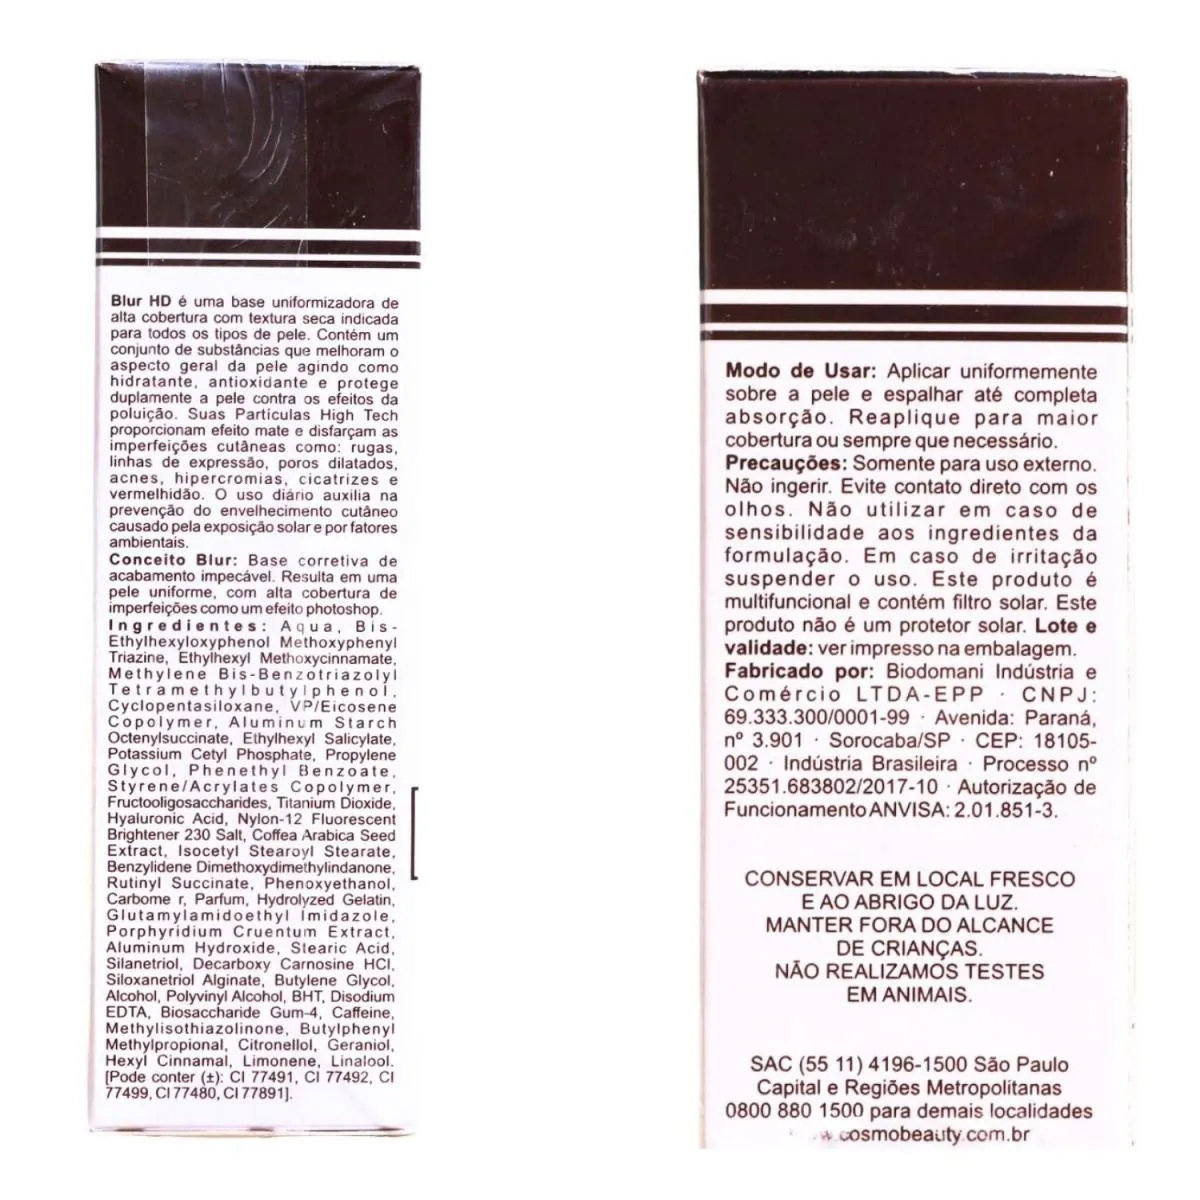 Blur HD é uma base uniformizadora de
alta cobertura com textura seca indicada
para todos os tipos de pele. Contém um
conjunto de substâncias que melhoram o
aspecto geral da pele agindo como
hidratante, antioxidante e protege
duplamente a pele contra os efeitos da
poluição. Suas Partículas High Tech
proporcionam efeito mate e disfarçam as
imperfeições cutâneas como: rugas,
linhas de expressão, poros dilatados,
acnes, hipercromias, cicatrizes e
vermelhidão. O uso diário auxilia na
prevenção do envelhecimento cutâneo
causado pela exposição solar e por fatores
ambientais.
Conceito Blur: Base corretiva de
acabamento impecável. Resulta em uma
pele uniforme, com alta cobertura de
imperfeições como um efeito photoshop.
Ingredientes: Aqua, Bis-
Ethylhexyloxyphenol Methoxyphenyl
Triazine, Ethylhexyl Methoxycinnamate,
Methylene Bis-Benzotriazolyl
Tetramethylbutylphenol,
Cyclopentasiloxane, VP/Eicosene
Copolymer, Aluminum Starch
Octenylsuccinate, Ethylhexyl Salicylate,
Potassium Cetyl Phosphate, Propylene
Glycol, Phenethyl Benzoate,
Styrene/Acrylates Copolymer,
Fructooligosaccharides, Titanium Dioxide,
Hyaluronic Acid, Nylon-12 Fluorescent
Brightener 230 Salt, Coffea Arabica Seed
Extract, Isocetyl Stearoyl Stearate,
Benzylidene Dimethoxydimethylindanone,
Rutinyl Succinate, Phenoxyethanol,
Carbome r, Parfum, Hydrolyzed Gelatin,
Glutamylamidoethyl Imidazole,
Porphyridium Cruentum Extract,
Aluminum Hydroxide, Stearic Acid,
Silanetriol, Decarboxy Carnosine HCl,
Siloxanetriol Alginate, Butylene Glycol,
Alcohol, Polyvinyl Alcohol, BHT, Disodium
EDTA, Biosaccharide Gum-4, Caffeine,
Methylisothiazolinone, Butylphenyl
Methylpropional, Citronellol, Geraniol,
Hexyl Cinnamal, Limonene, Linalool.
[Pode conter (±): CI 77491, CI 77492, CI
77499, CI 77480, CI 77891].
Modo de Usar: Aplicar uniformemente
sobre a pele e espalhar até completa
absorção. Reaplique para maior
cobertura ou sempre que necessário.
Precauções: Somente para uso externo.
Não ingerir. Evite contato direto com os
olhos. Não utilizar em caso de
sensibilidade aos ingredientes da
formulação. Em caso de irritação
suspender o uso. Este produto é
multifuncional e contém filtro solar. Este
produto não é um protetor solar. Lote e
validade: ver impresso na embalagem.
Fabricado por: Biodomani Indústria e
Comércio LTDA-EPP · CNPJ:
69.333.300/0001-99 · Avenida: Paraná,
nº 3.901 · Sorocaba/SP · CEP: 18105-
002 · Indústria Brasileira · Processo nº
25351.683802/2017-10 · Autorização de
Funcionamento ANVISA: 2.01.851-3.
CONSERVAR EM LOCAL FRESCO
E AO ABRIGO DA LUZ.
MANTER FORA DO ALCANCE
DE CRIANÇAS.
NÃO REALIZAMOS TESTES
EM ANIMAIS.
SAC (55 11) 4196-1500 São Paulo
Capital e Regiões Metropolitanas
0800 880 1500 para demais localidades
cosmobeauty.com.br